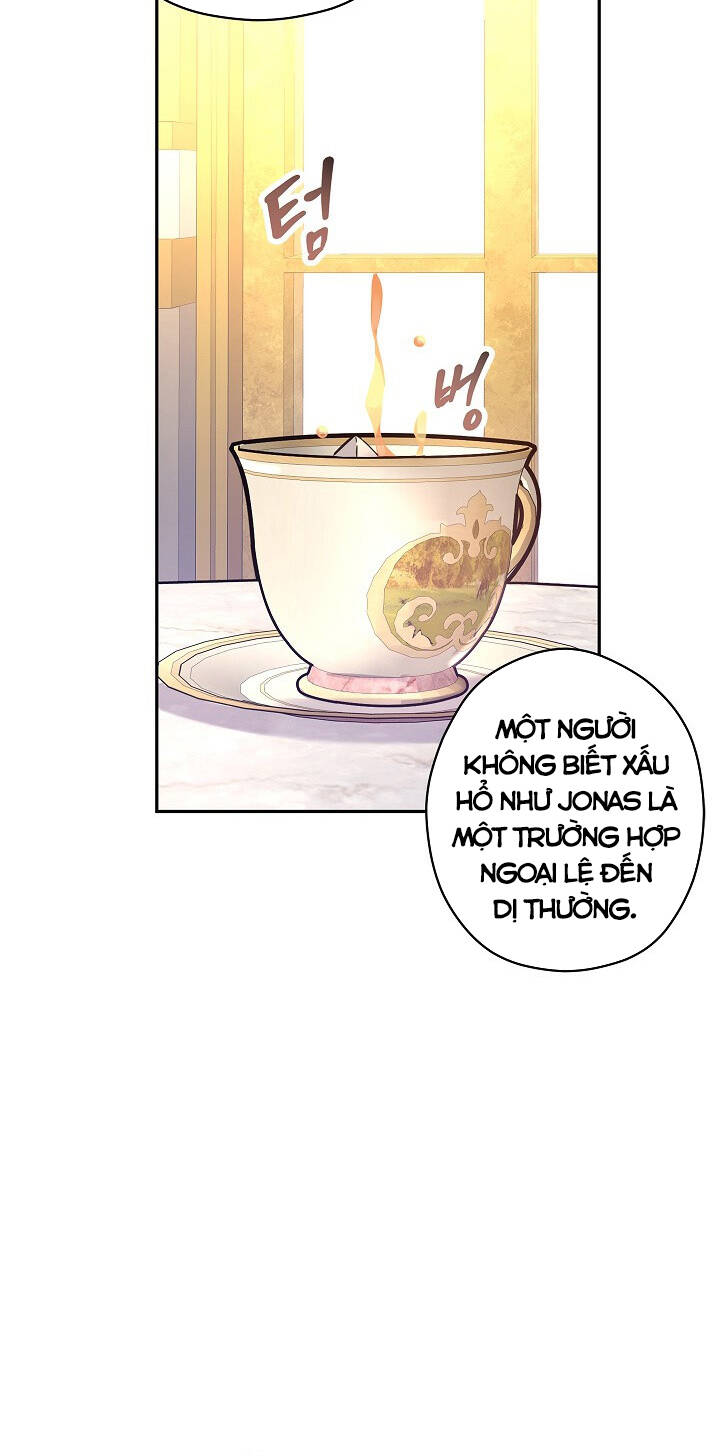 텀
벙
MỘT NGƯỜI
KHÔNG BIẾT XẤU
HỔ NHƯ JONAS LÀ
MỘT TRƯỜNG HỢP
NGOẠI LỆ ĐẾN
DỊ THƯỜNG.